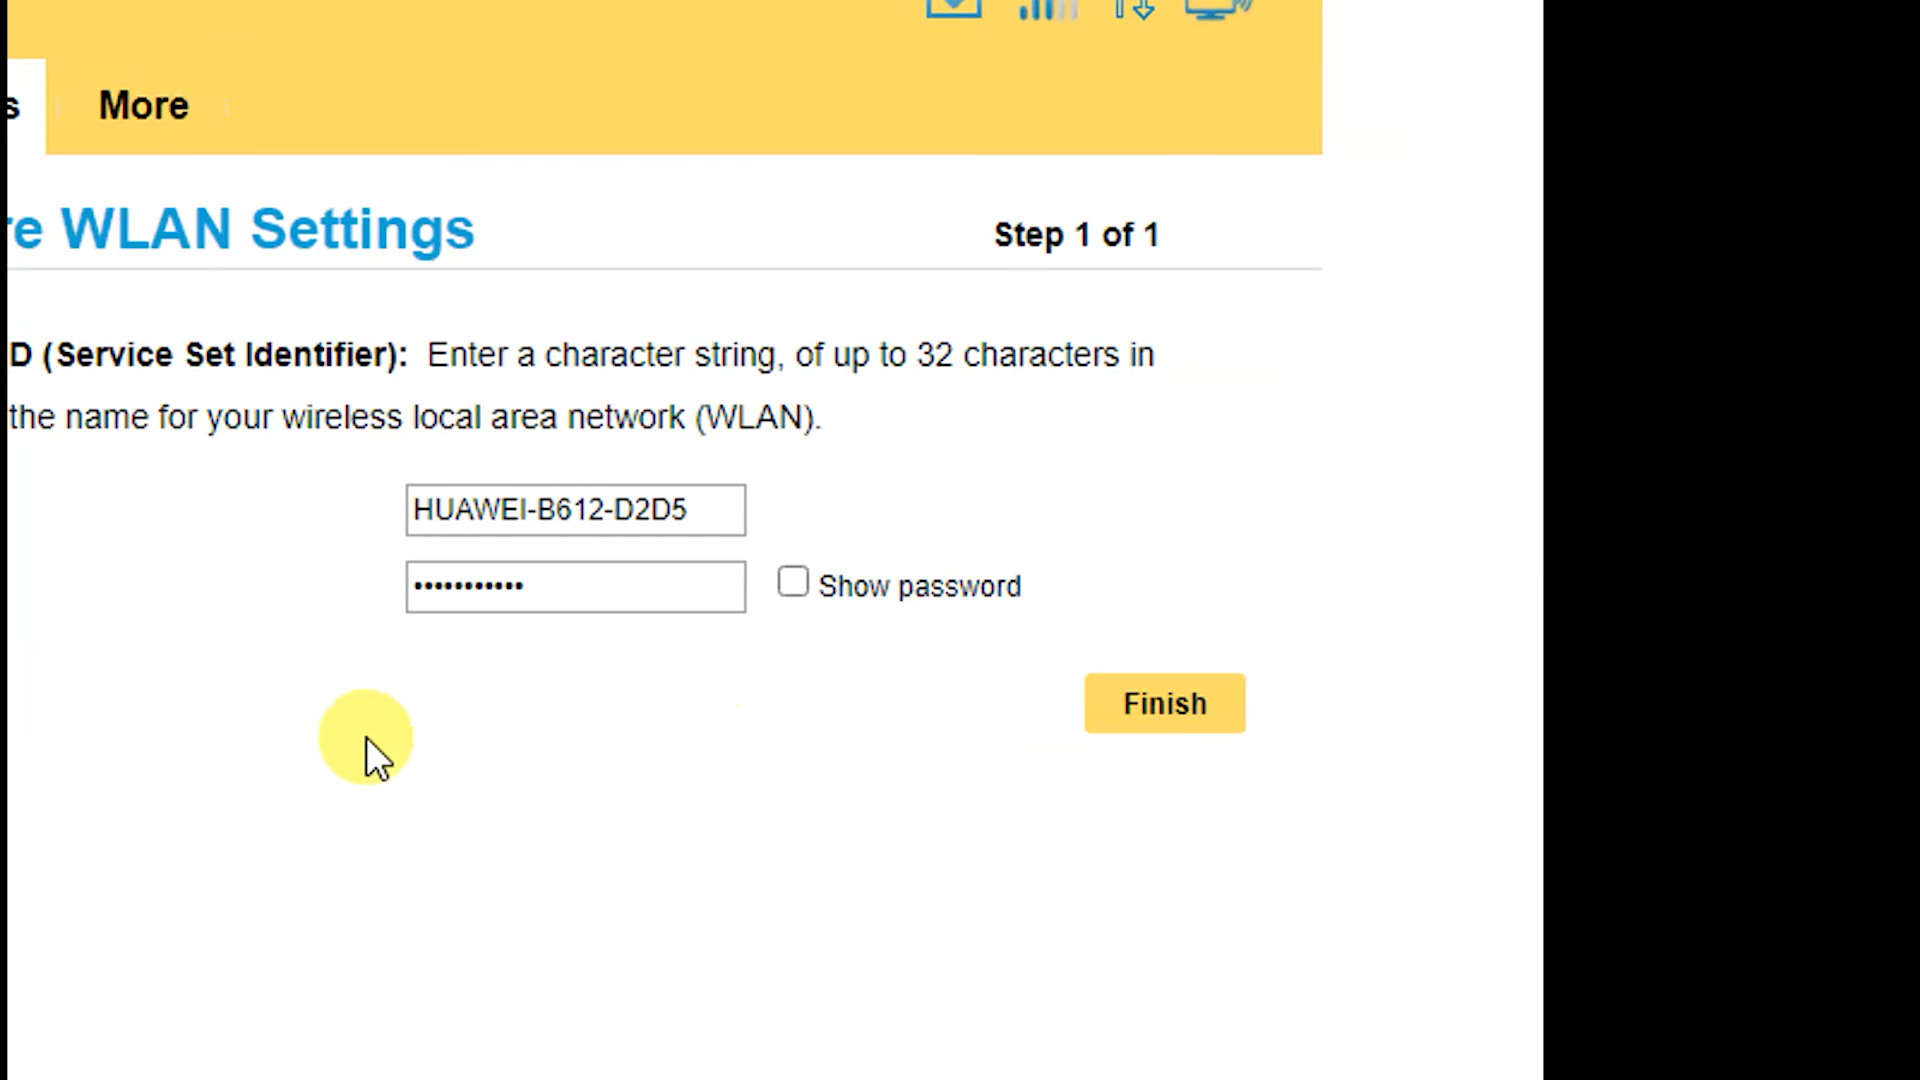 s
More
re WLAN Settings
Step 1 of 1
D (Service Set Identifier): Enter a character string, of up to 32 characters in
the name for your wireless local area network (WLAN).
HUAWEI-B612-D2D5
•••••••••••
Show password
Finish